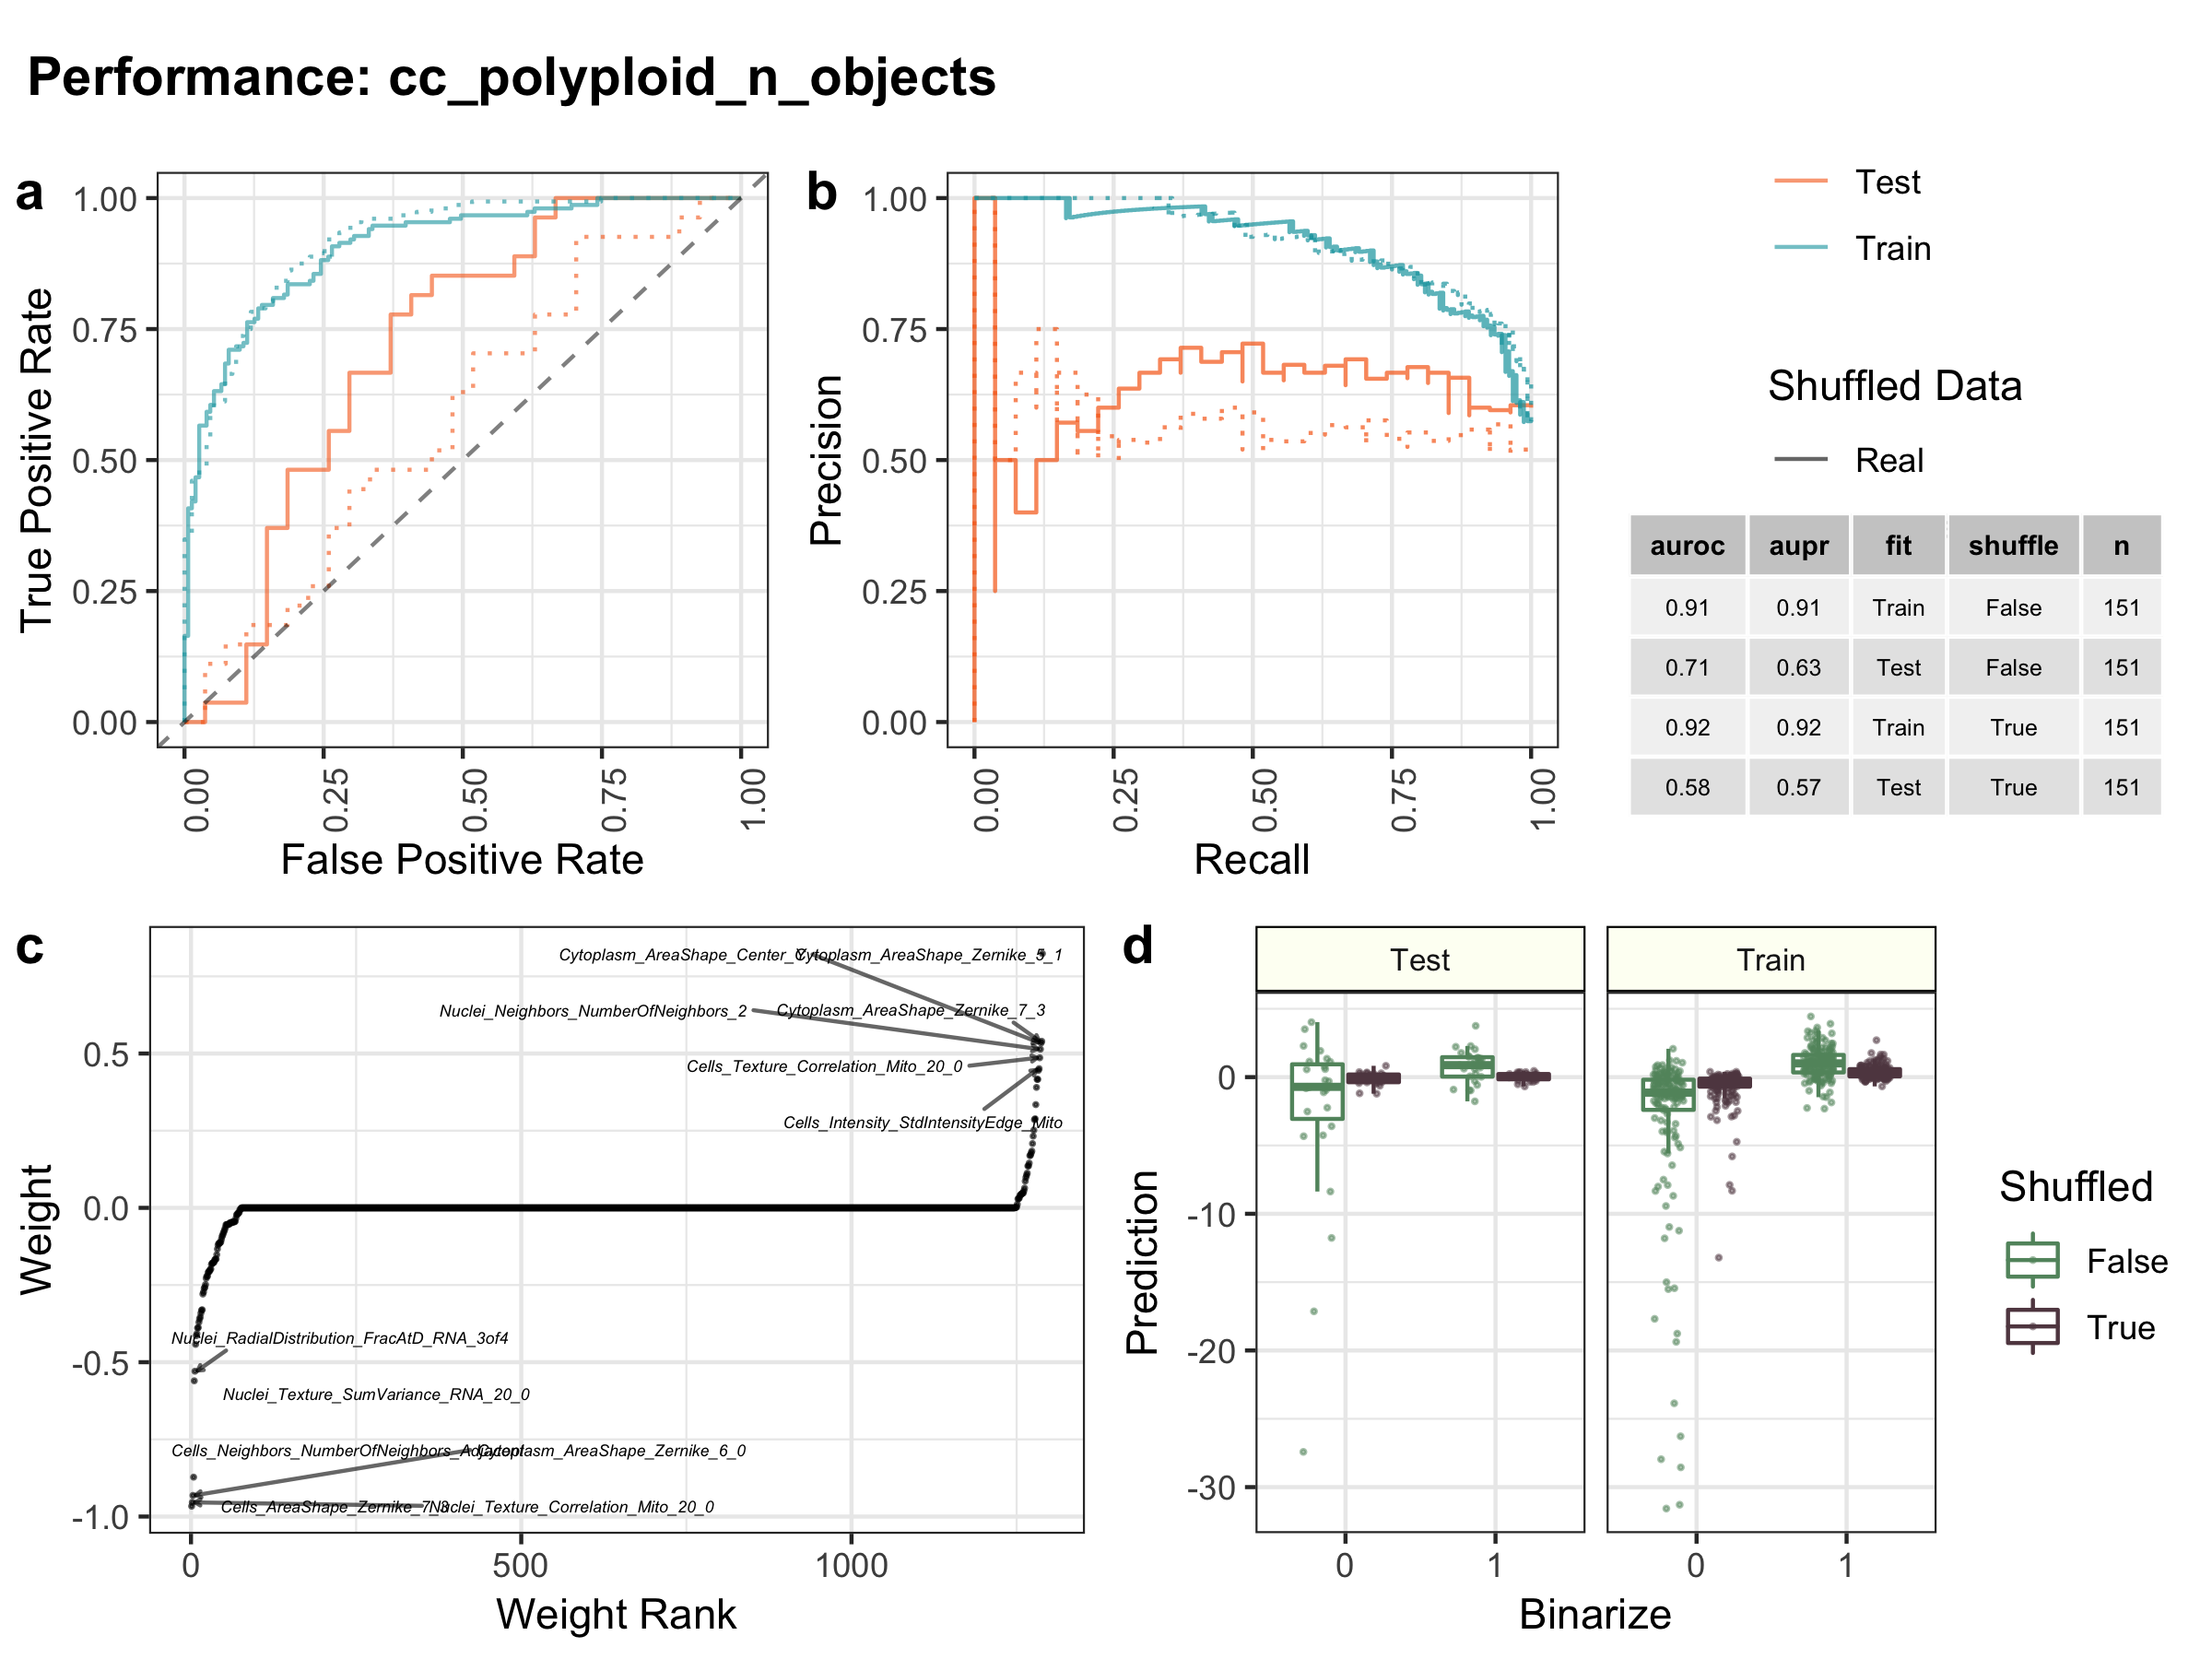 Performance: cc_polyploid_n_objects
a
1.00
0.75
0.50
0.25
0.00
True Positive Rate
0.00
0.25
0.50
0.75
1.00
False Positive Rate
b
1.00
0.75
0.50
0.25
0.00
Precision
0.00
0.25
0.50
0.75
1.00
Recall
Test
Train
Shuffled Data
Real
auroc aupr fit shuffle n
0.91 0.91 Train False 151
0.71 0.63 Test False 151
0.92 0.92 Train True 151
0.58 0.57 Test True 151
c
0.5
0.0
-0.5
-1.0
Weight
Cytoplasm_AreaShape_Center_Y
Cytoplasm_AreaShape_Zernike_5_1
Nuclei_Neighbors_NumberOfNeighbors_2
Cytoplasm_AreaShape_Zernike_7_3
Cells_Texture_Correlation_Mito_20_0
Cells_Intensity_StdIntensityEdge_Mito
Nuclei_RadialDistribution_FracAtD_RNA_3of4
Nuclei_Texture_SumVariance_RNA_20_0
Cells_Neighbors_NumberOfNeighbors_Adjacent
Cytoplasm_AreaShape_Zernike_6_0
Cells_AreaShape_Zernike_7_3
Nuclei_Texture_Correlation_Mito_20_0
0
500
1000
Weight Rank
d
Test
Train
0
-10
-20
-30
Prediction
0
1
0
1
Binarize
Shuffled
False
True